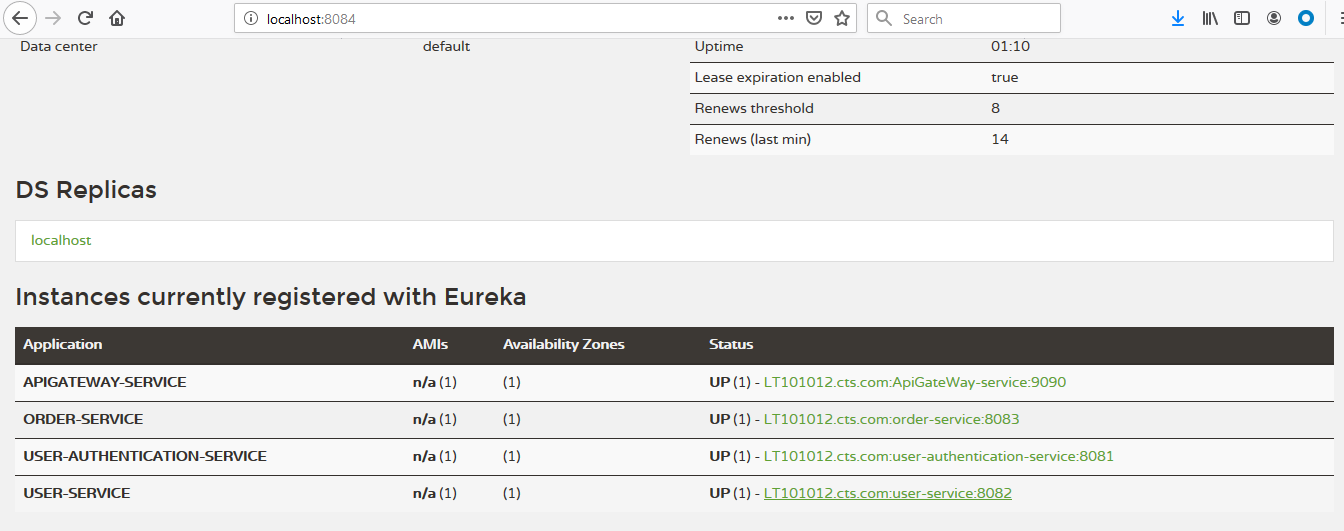 localhost:8084
Search
Data center default
Uptime 01:10
Lease expiration enabled true
Renews threshold 8
Renews (last min) 14
DS Replicas
localhost
Instances currently registered with Eureka
Application AMIs Availability Zones Status
APIGATEWAY-SERVICE n/a (1) (1) UP (1) - LT101012.cts.com:ApiGateWay-service:9090
ORDER-SERVICE n/a (1) (1) UP (1) - LT101012.cts.com:order-service:8083
USER-AUTHENTICATION-SERVICE n/a (1) (1) UP (1) - LT101012.cts.com:user-authentication-service:8081
USER-SERVICE n/a (1) (1) UP (1) - LT101012.cts.com:user-service:8082